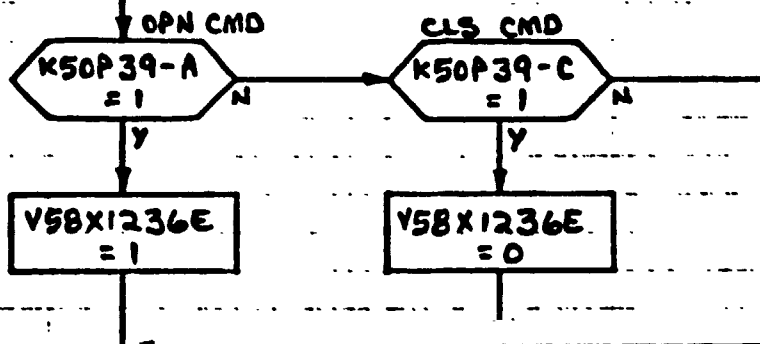 OPN CMD
K50P39-A
= 1
N
Y
V58X1236E
= 1
CLS CMD
K50P39-C
= 1
N
Y
V58X1236E
= 0